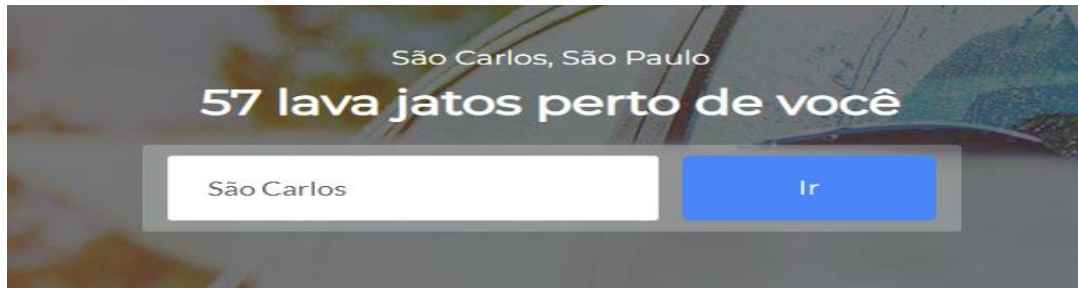 São Carlos, São Paulo
57 lava jatos perto de você
São Carlos
Ir